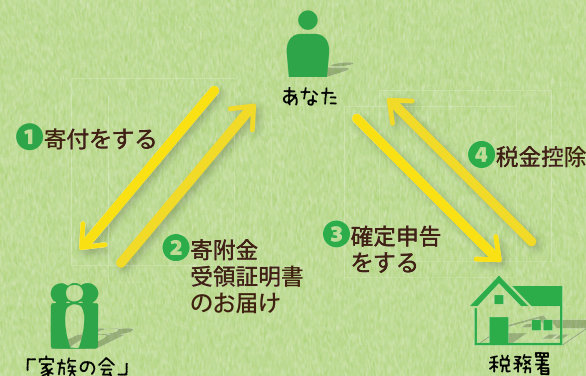 あなた
1 寄付をする
2 寄附金
受領証明書
のお届け
3 確定申告
をする
4 税金控除
「家族の会」
税務署